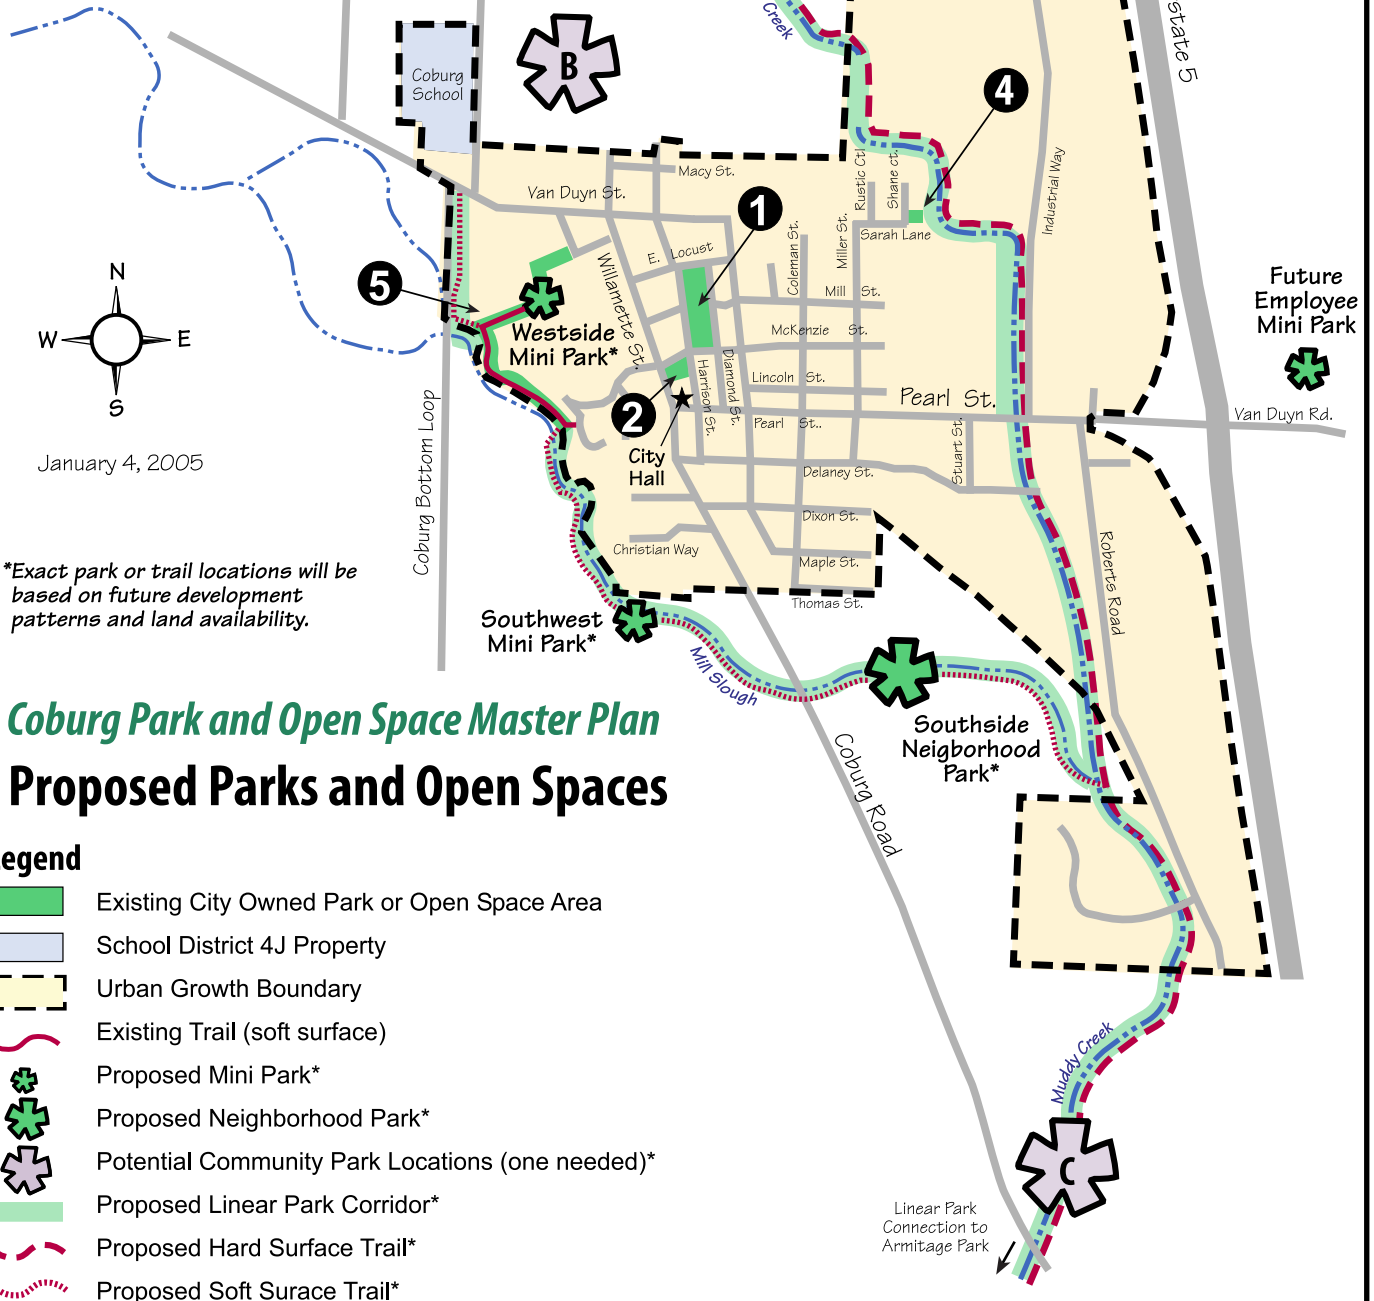 Creek
state 5
Coburg
School
B
4
Macy St.
Van Duyn St.
1
Rustic Ct.
Shane Ct.
Industrial Way
Sarah Lane
Miller St.
Coleman St.
E. Locust
Willamette St.
5
Mill St.
McKenzie St.
Westside
Mini Park*
Future
Employee
Mini Park
N
W
E
S
Harrison St.
Diamond St.
Lincoln St.
2
Pearl St.
Pearl St..
Van Duyn Rd.
City
Hall
Stuart St.
Delaney St.
January 4, 2005
Coburg Bottom Loop
Dixon St.
Christian Way
Maple St.
Thomas St.
Roberts Road
*Exact park or trail locations will be
based on future development
patterns and land availability.
Southwest
Mini Park*
Mill Slough
Southside
Neigborhood
Park*
Coburg Road
Coburg Park and Open Space Master Plan
Proposed Parks and Open Spaces
egend
Existing City Owned Park or Open Space Area
School District 4J Property
Urban Growth Boundary
Existing Trail (soft surface)
Proposed Mini Park*
Proposed Neighborhood Park*
Potential Community Park Locations (one needed)*
Proposed Linear Park Corridor*
Proposed Hard Surface Trail*
Proposed Soft Surace Trail*
Muddy Creek
C
Linear Park
Connection to
Armitage Park